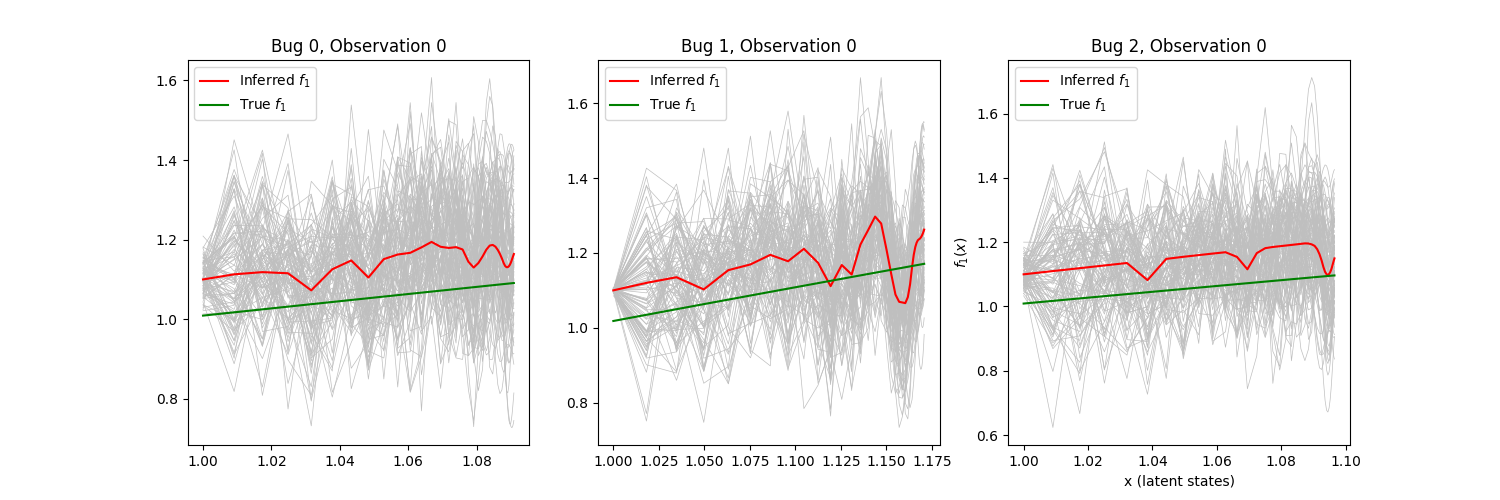 Bug 0, Observation 0
Inferred f₁
True f₁
1.6
1.4
1.2
1.0
0.8
1.00 1.02 1.04 1.06 1.08
Bug 1, Observation 0
Inferred f₁
True f₁
1.6
1.4
1.2
1.0
0.8
1.000 1.025 1.050 1.075 1.100 1.125 1.150 1.175
Bug 2, Observation 0
Inferred f₁
True f₁
f₁(x)
1.6
1.4
1.2
1.0
0.8
0.6
1.00 1.02 1.04 1.06 1.08 1.10
x (latent states)